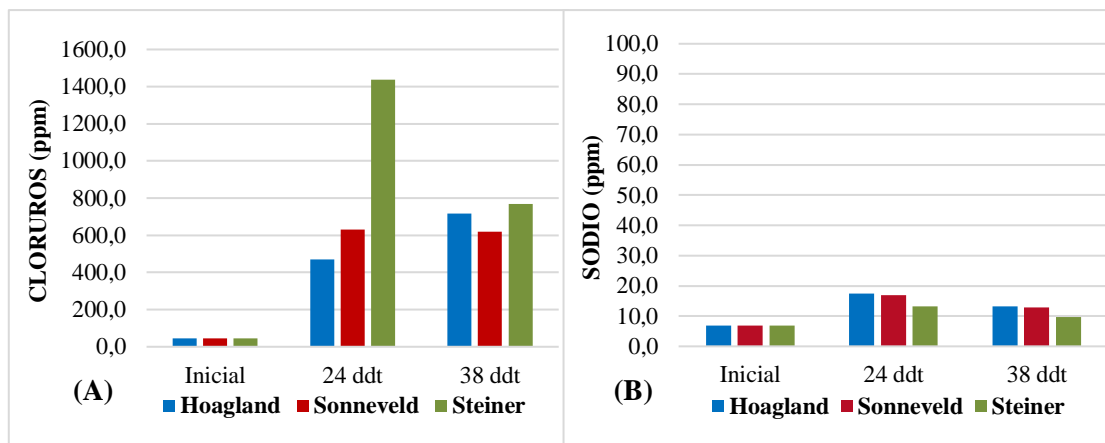 CLORUROS (ppm)
1600,0
1400,0
1200,0
1000,0
800,0
600,0
400,0
200,0
0,0
Inicial 24 ddt 38 ddt
(A)
Hoagland Sonneveld Steiner
SODIO (ppm)
100,0
90,0
80,0
70,0
60,0
50,0
40,0
30,0
20,0
10,0
0,0
Inicial 24 ddt 38 ddt
(B)
Hoagland Sonneveld Steiner